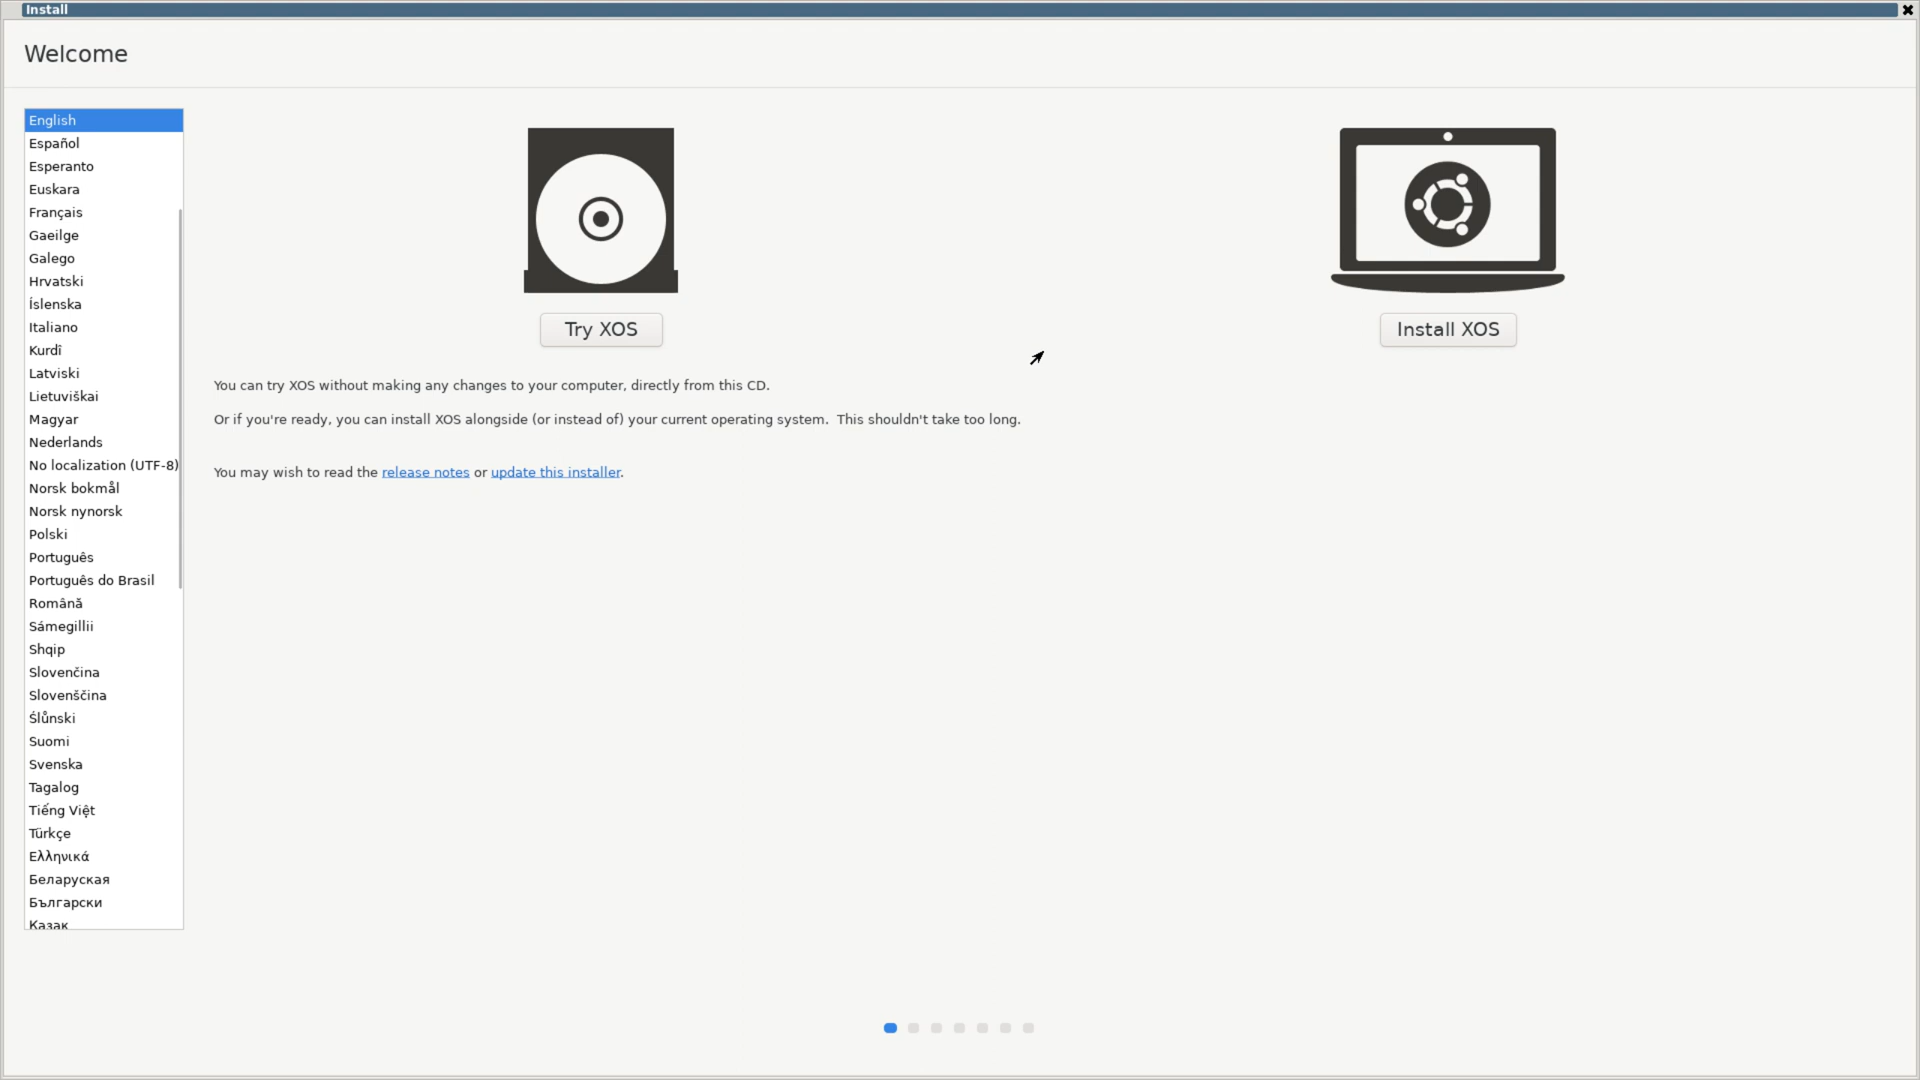 Install
Welcome
English
Español
Esperanto
Euskara
Français
Gaeilge
Galego
Hrvatski
Íslenska
Italiano
Kurdî
Latviski
Lietuviškai
Magyar
Nederlands
No localization (UTF-8)
Norsk bokmål
Norsk nynorsk
Polski
Português
Português do Brasil
Română
Sámegillii
Shqip
Slovenčina
Slovenščina
Ślůnski
Suomi
Svenska
Tagalog
Tiếng Việt
Türkçe
Ελληνικά
Беларуская
Български
Казак
Try XOS
Install XOS
You can try XOS without making any changes to your computer, directly from this CD.
Or if you're ready, you can install XOS alongside (or instead of) your current operating system.  This shouldn't take too long.
You may wish to read the release notes or update this installer.